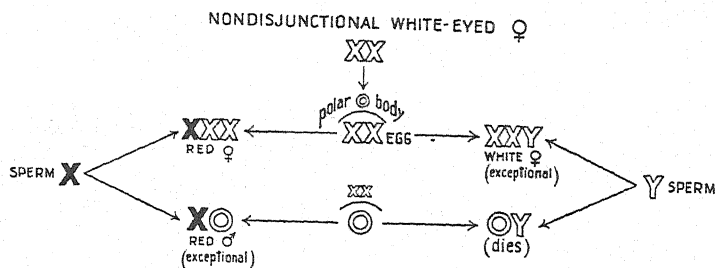 NONDISJUNCTIONAL WHITE-EYED ♀
XX
polar body
XXX XX EGG XXY
RED ♀ WHITE ♀
(exceptional)
SPERM X Y SPERM
XX
XO O OY
RED ♂ (dies)
(exceptional)